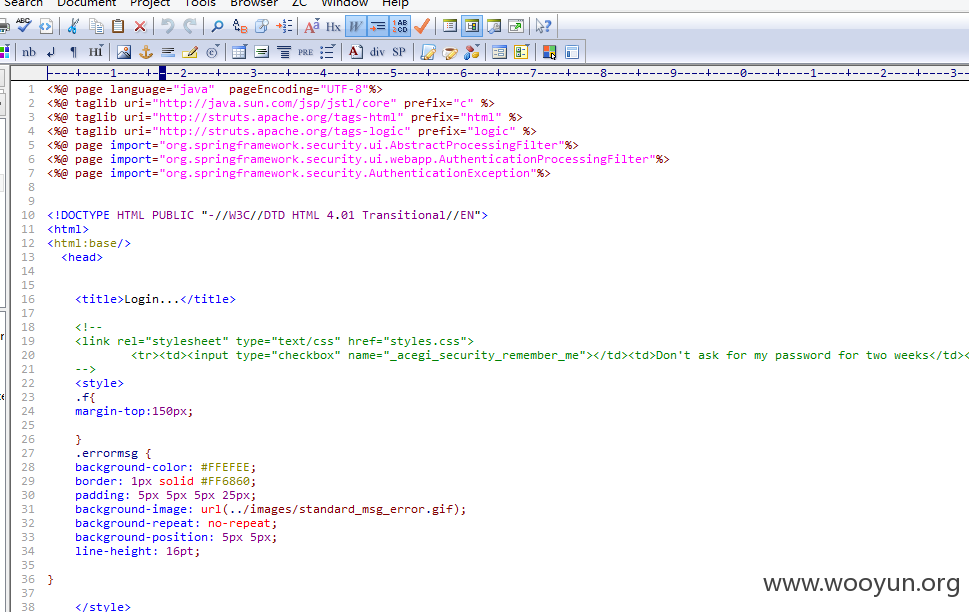 Search Document Project Tools Browser ZC Window Help
nb ¶ Hi PRE A div SP
----+----1----+----2----+----3----+----4----+----5----+----6----+----7----+----8----+----9----+----0----+----1----+----2----+----3--
1 <%@ page language="java"  pageEncoding="UTF-8"%>
2 <%@ taglib uri="http://java.sun.com/jsp/jstl/core" prefix="c" %>
3 <%@ taglib uri="http://struts.apache.org/tags-html" prefix="html" %>
4 <%@ taglib uri="http://struts.apache.org/tags-logic" prefix="logic" %>
5 <%@ page import="org.springframework.security.ui.AbstractProcessingFilter"%>
6 <%@ page import="org.springframework.security.ui.webapp.AuthenticationProcessingFilter"%>
7 <%@ page import="org.springframework.security.AuthenticationException"%>
8
9
10 <!DOCTYPE HTML PUBLIC "-//W3C//DTD HTML 4.01 Transitional//EN">
11 <html>
12 <html:base/>
13   <head>
14
15
16     <title>Login...</title>
17
18     <!--
19     <link rel="stylesheet" type="text/css" href="styles.css">
20             <tr><td><input type="checkbox" name="_acegi_security_remember_me"></td><td>Don't ask for my password for two weeks</td><
21     -->
22     <style>
23     .f{
24     margin-top:150px;
25
26     }
27     .errormsg {
28     background-color: #FFEFEE;
29     border: 1px solid #FF6860;
30     padding: 5px 5px 5px 25px;
31     background-image: url(../images/standard_msg_error.gif);
32     background-repeat: no-repeat;
33     background-position: 5px 5px;
34     line-height: 16pt;
35
36 }
37
38     </style>
www.wooyun.org